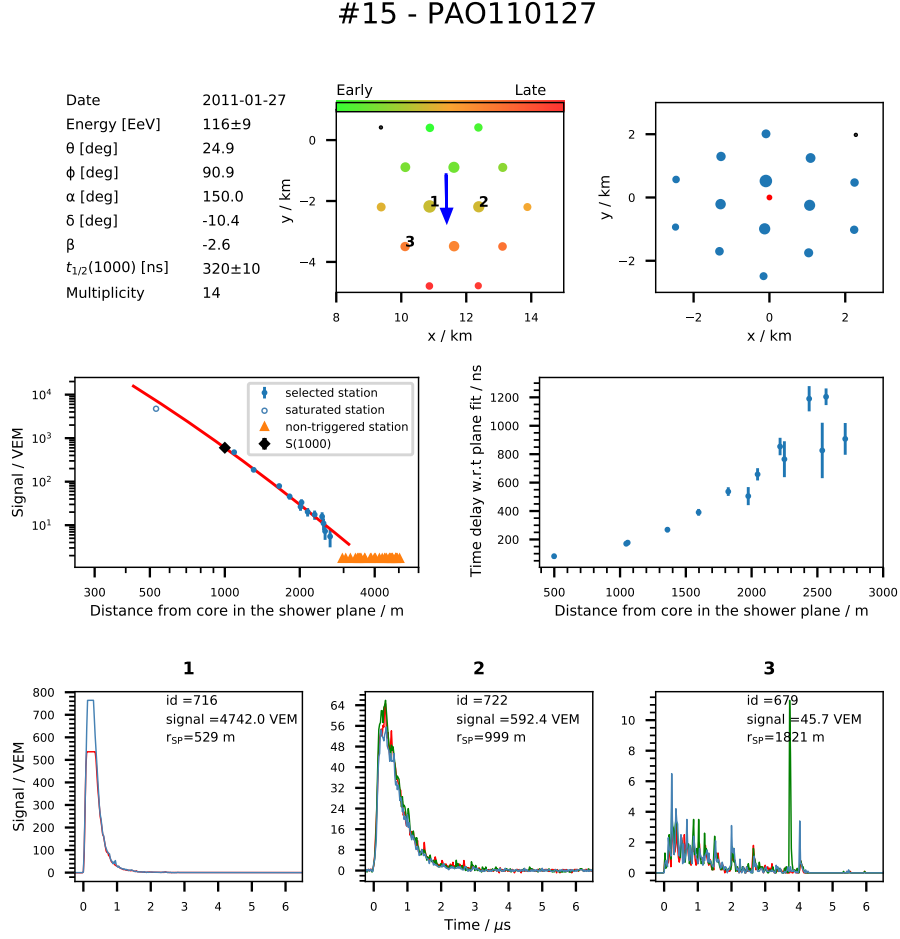 #15 - PAO110127
Date 2011-01-27
Energy [EeV] 116±9
θ [deg] 24.9
ϕ [deg] 90.9
α [deg] 150.0
δ [deg] -10.4
β -2.6
t1/2(1000) [ns] 320±10
Multiplicity 14
Early Late
0
−2
−4
y / km
1 2
3
8 10 12 14
x / km
2
0
−2
y / km
−2 0 2
x / km
10⁴
10³
10²
10¹
Signal / VEM
selected station
saturated station
non-triggered station
S(1000)
300 500 1000 2000 4000
Distance from core in the shower plane / m
1200
1000
800
600
400
200
Time delay w.r.t plane fit / ns
500 1000 1500 2000 2500 3000
Distance from core in the shower plane / m
1
800
700
600
500
400
300
200
100
0
Signal / VEM
id =716
signal =4742.0 VEM
rSP=529 m
0 1 2 3 4 5 6
2
64
56
48
40
32
24
16
8
0
id =722
signal =592.4 VEM
rSP=999 m
0 1 2 3 4 5 6
Time / μs
3
10
8
6
4
2
0
id =679
signal =45.7 VEM
rSP=1821 m
0 1 2 3 4 5 6